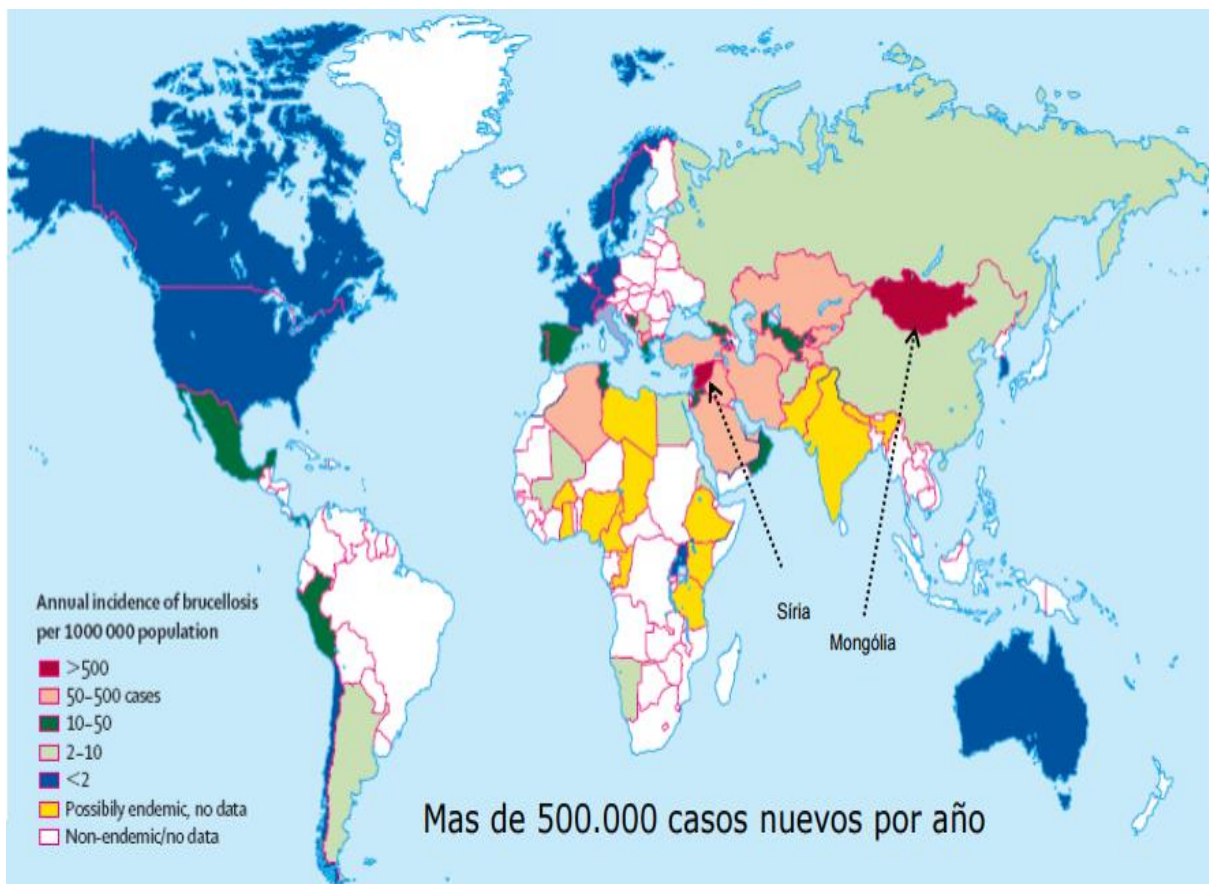 Annual incidence of brucellosis
per 1000 000 population
>500
50–500 cases
10–50
2–10
<2
Possibily endemic, no data
Non-endemic/no data
Síria
Mongólia
Mas de 500.000 casos nuevos por año